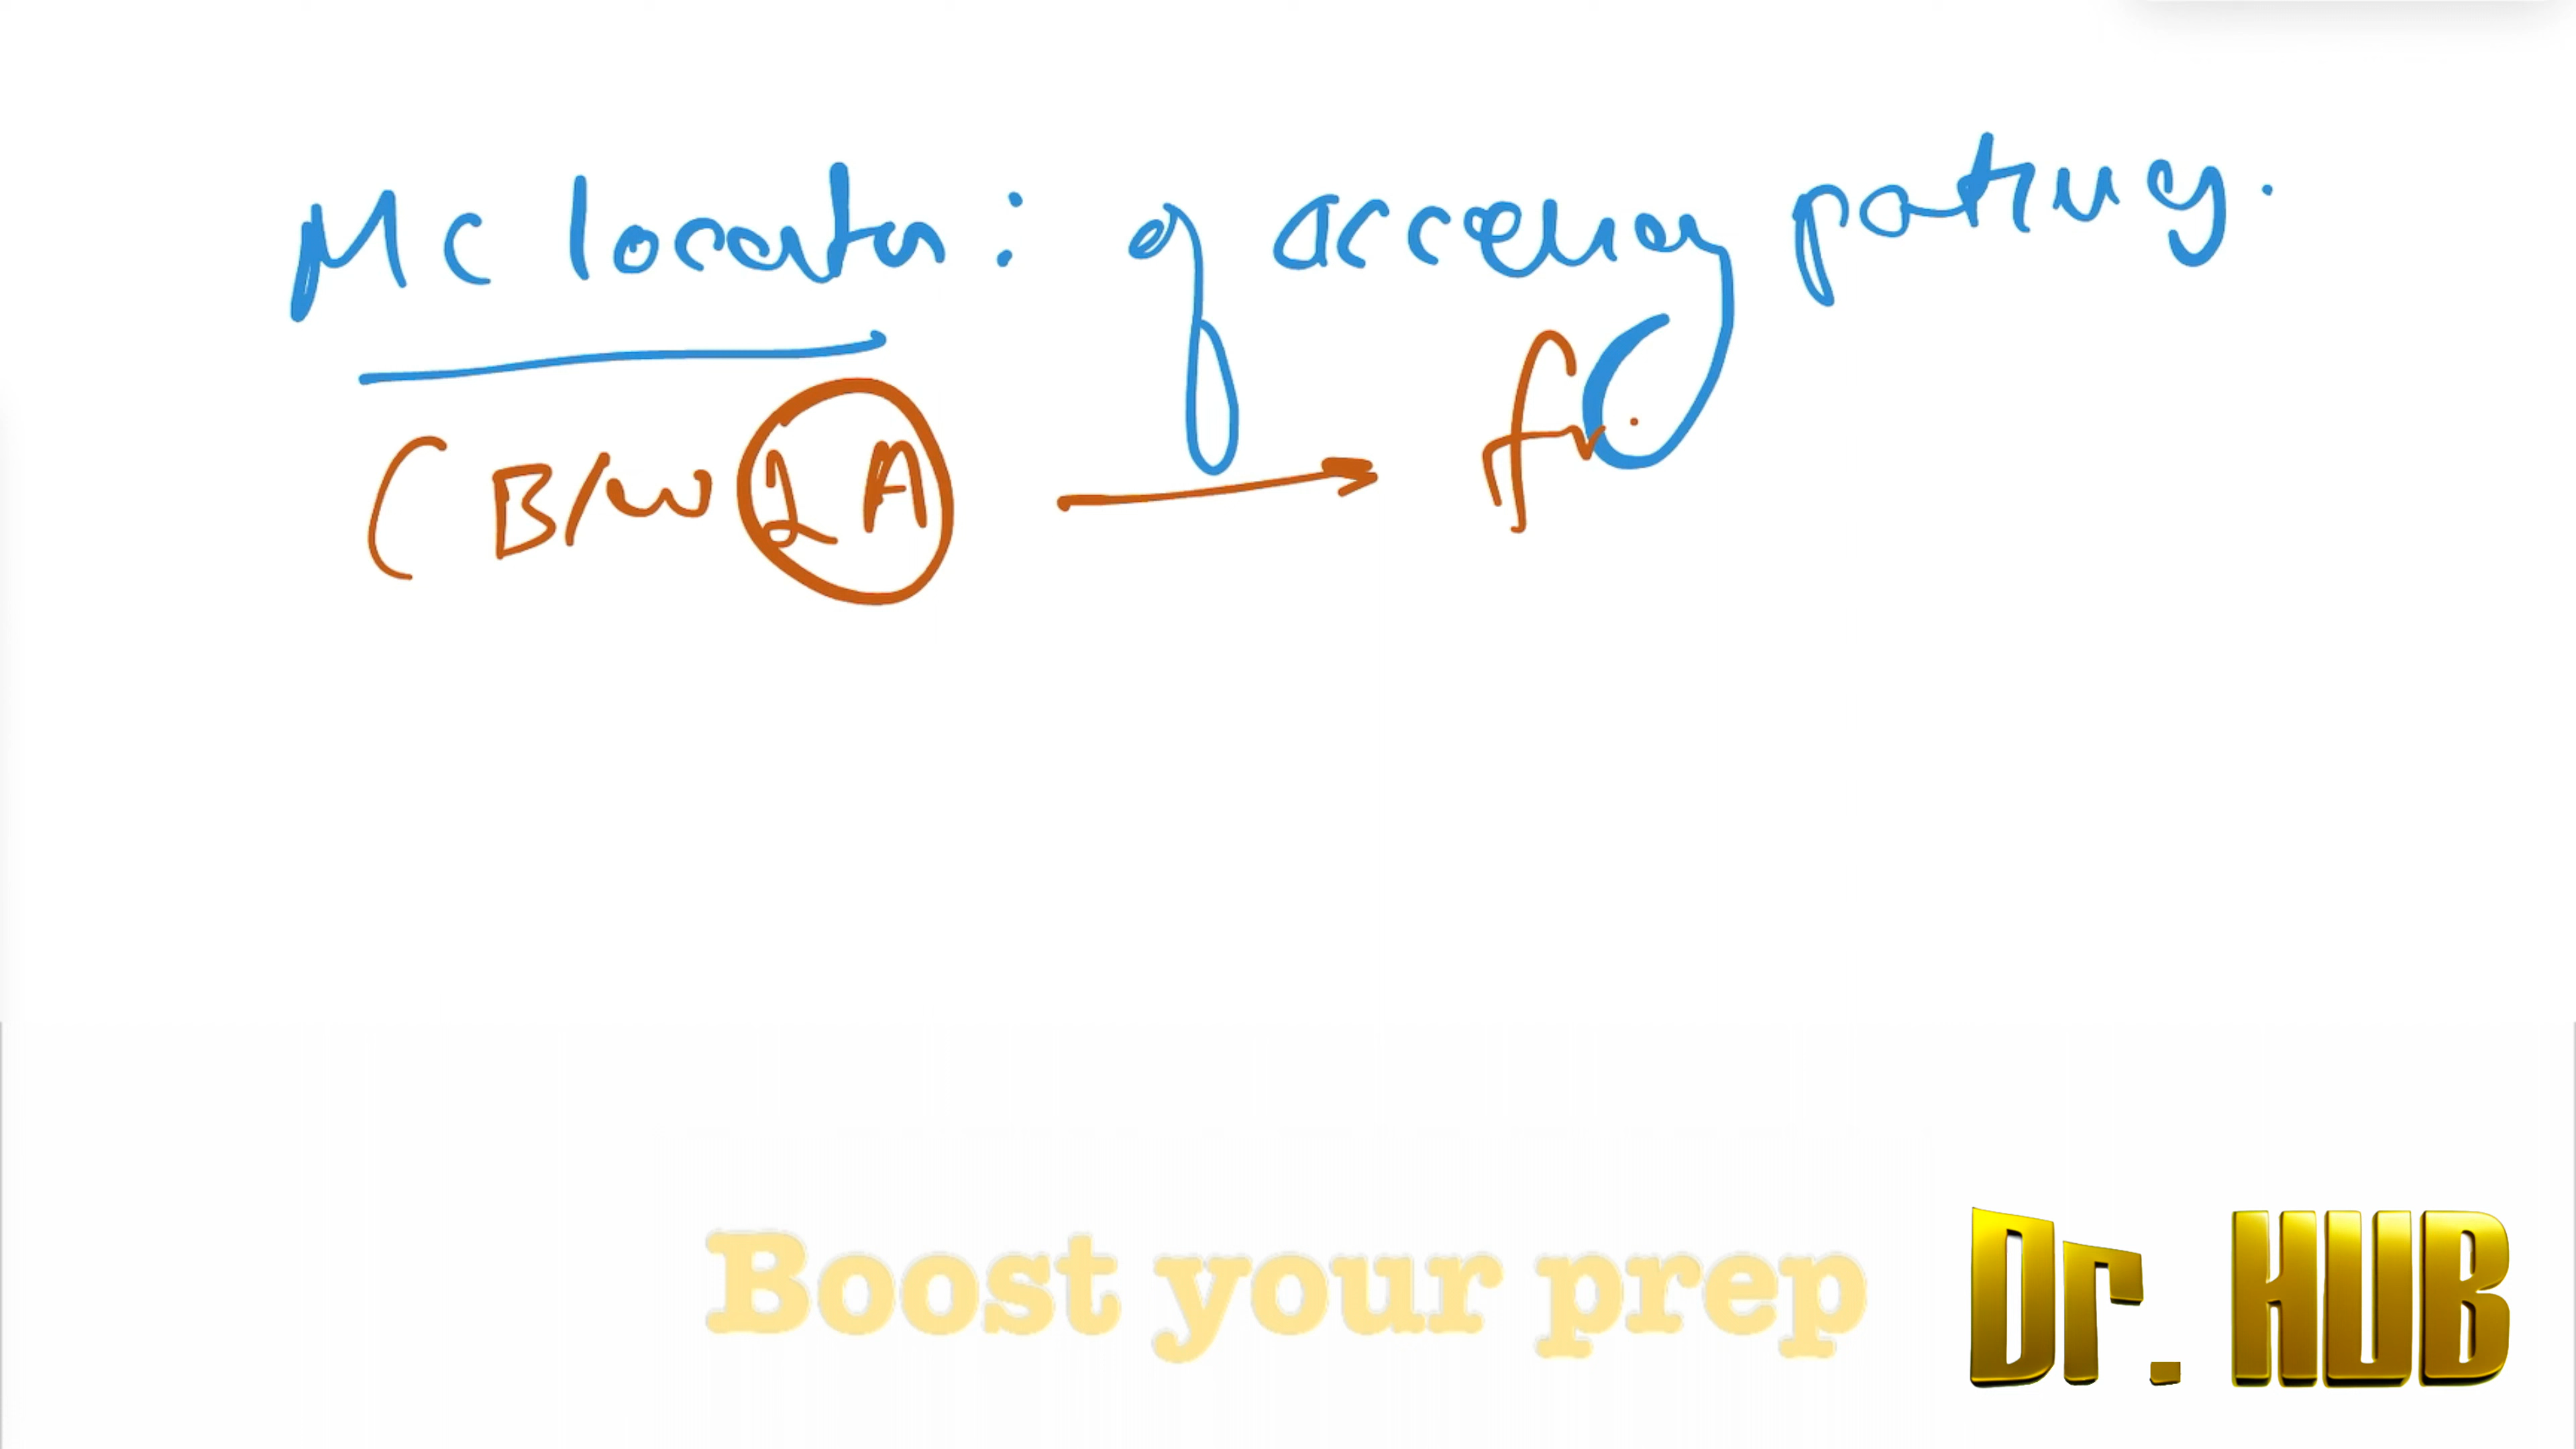 Mc location: of accessory pathway.
(B/w 2 A → fr.
Boost your prep
Dr. HUB